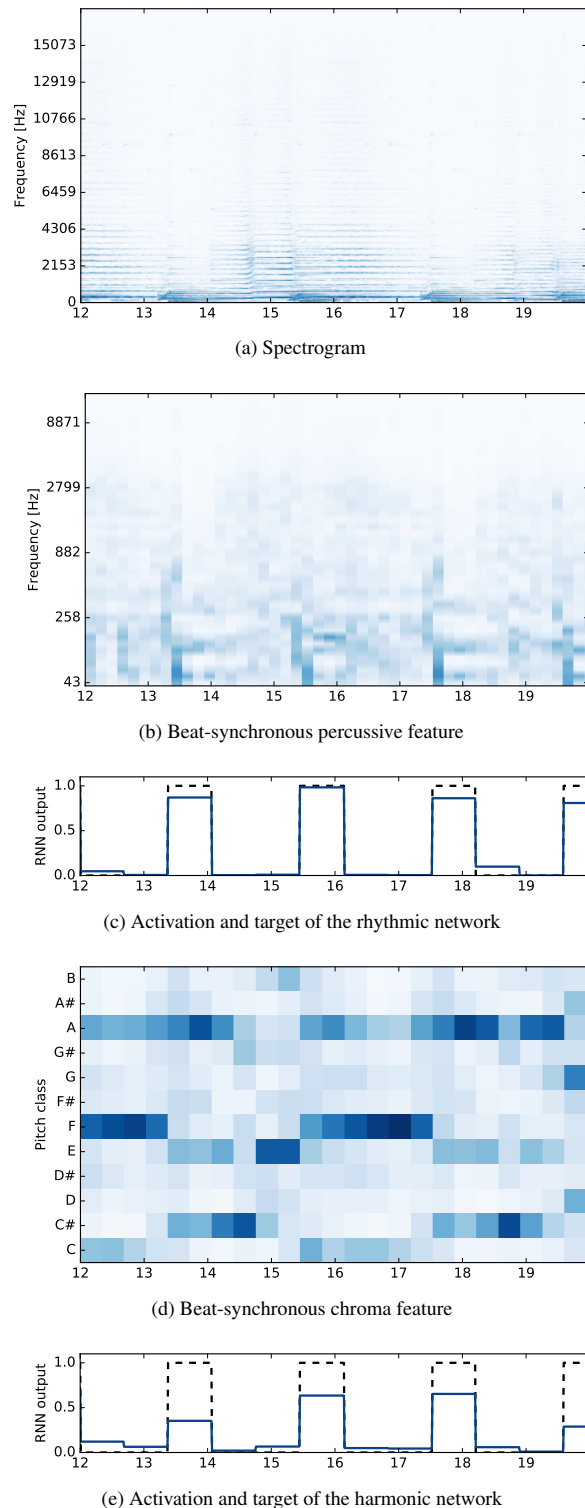 15073
12919
10766
8613
6459
4306
2153
0
Frequency [Hz]
12 13 14 15 16 17 18 19
(a) Spectrogram
8871
2799
882
258
43
Frequency [Hz]
12 13 14 15 16 17 18 19
(b) Beat-synchronous percussive feature
1.0
0.5
0.0
RNN output
12 13 14 15 16 17 18 19
(c) Activation and target of the rhythmic network
B
A#
A
G#
G
F#
F
E
D#
D
C#
C
Pitch class
12 13 14 15 16 17 18 19
(d) Beat-synchronous chroma feature
1.0
0.5
0.0
RNN output
12 13 14 15 16 17 18 19
(e) Activation and target of the harmonic network